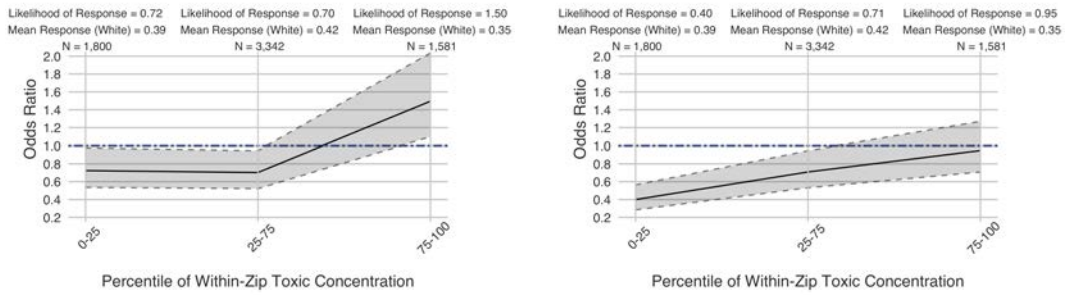 Likelihood of Response = 0.72 Likelihood of Response = 0.70 Likelihood of Response = 1.50
Mean Response (White) = 0.39 Mean Response (White) = 0.42 Mean Response (White) = 0.35
N = 1,800 N = 3,342 N = 1,581
2.0
1.8
1.6
1.4
1.2
1.0
0.8
0.6
0.4
0.2
Odds Ratio
0-25 25-75 75-100
Percentile of Within-Zip Toxic Concentration
Likelihood of Response = 0.40 Likelihood of Response = 0.71 Likelihood of Response = 0.95
Mean Response (White) = 0.39 Mean Response (White) = 0.42 Mean Response (White) = 0.35
N = 1,800 N = 3,342 N = 1,581
2.0
1.8
1.6
1.4
1.2
1.0
0.8
0.6
0.4
0.2
Odds Ratio
0-25 25-75 75-100
Percentile of Within-Zip Toxic Concentration